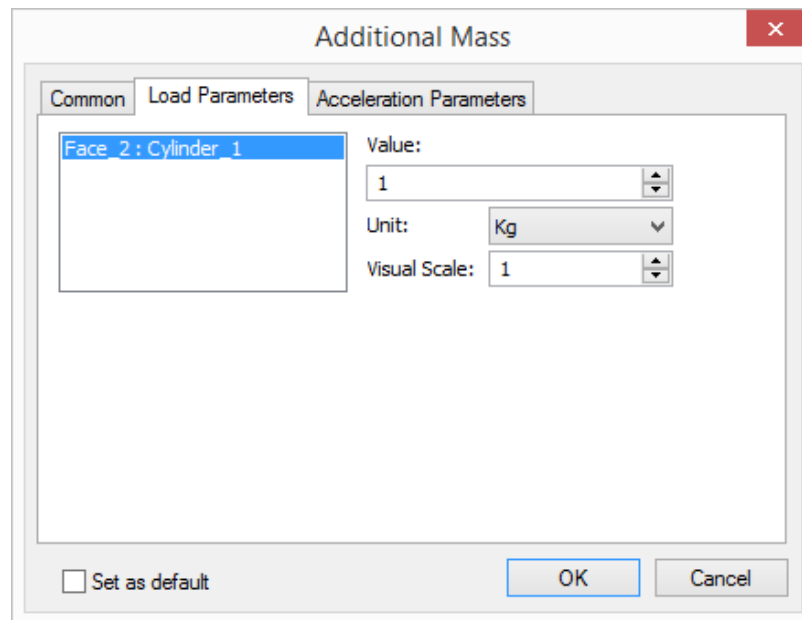 Additional Mass
Common
Load Parameters
Acceleration Parameters
Face_2 : Cylinder_1
Value:
1
Unit:
Kg
Visual Scale:
1
Set as default
OK
Cancel